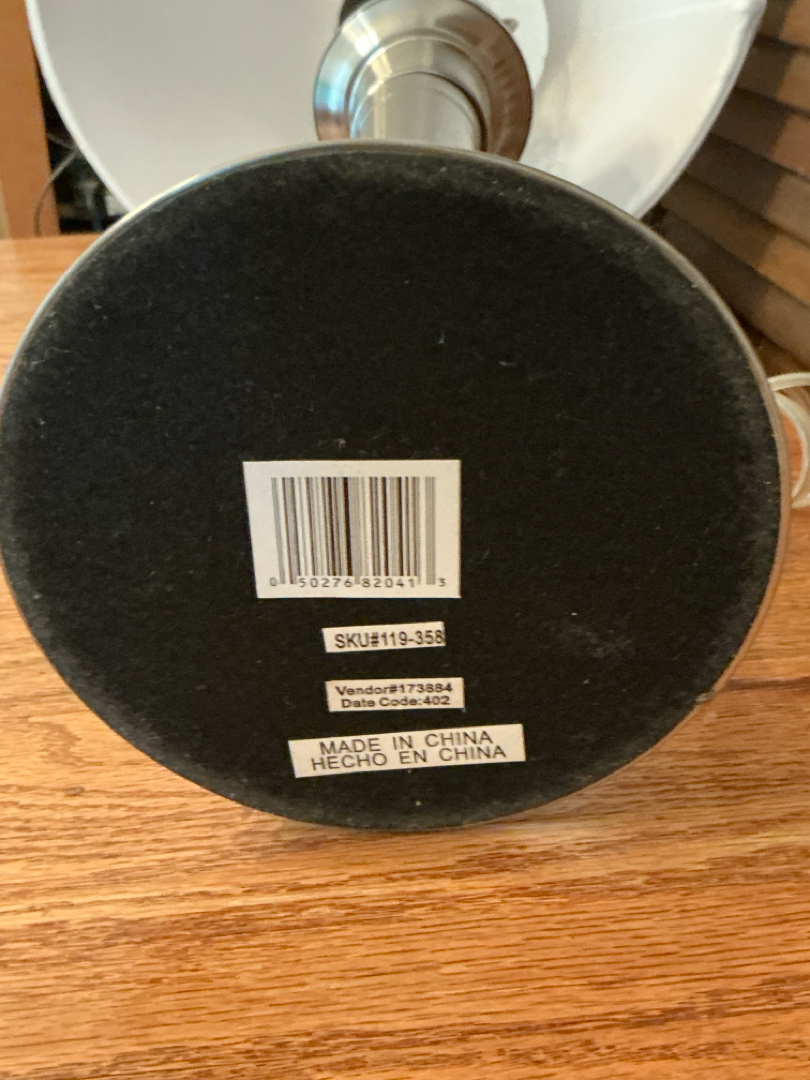 0 50276 82041 3
SKU#119-358
Vendor#173884
Date Code:402
MADE IN CHINA
HECHO EN CHINA